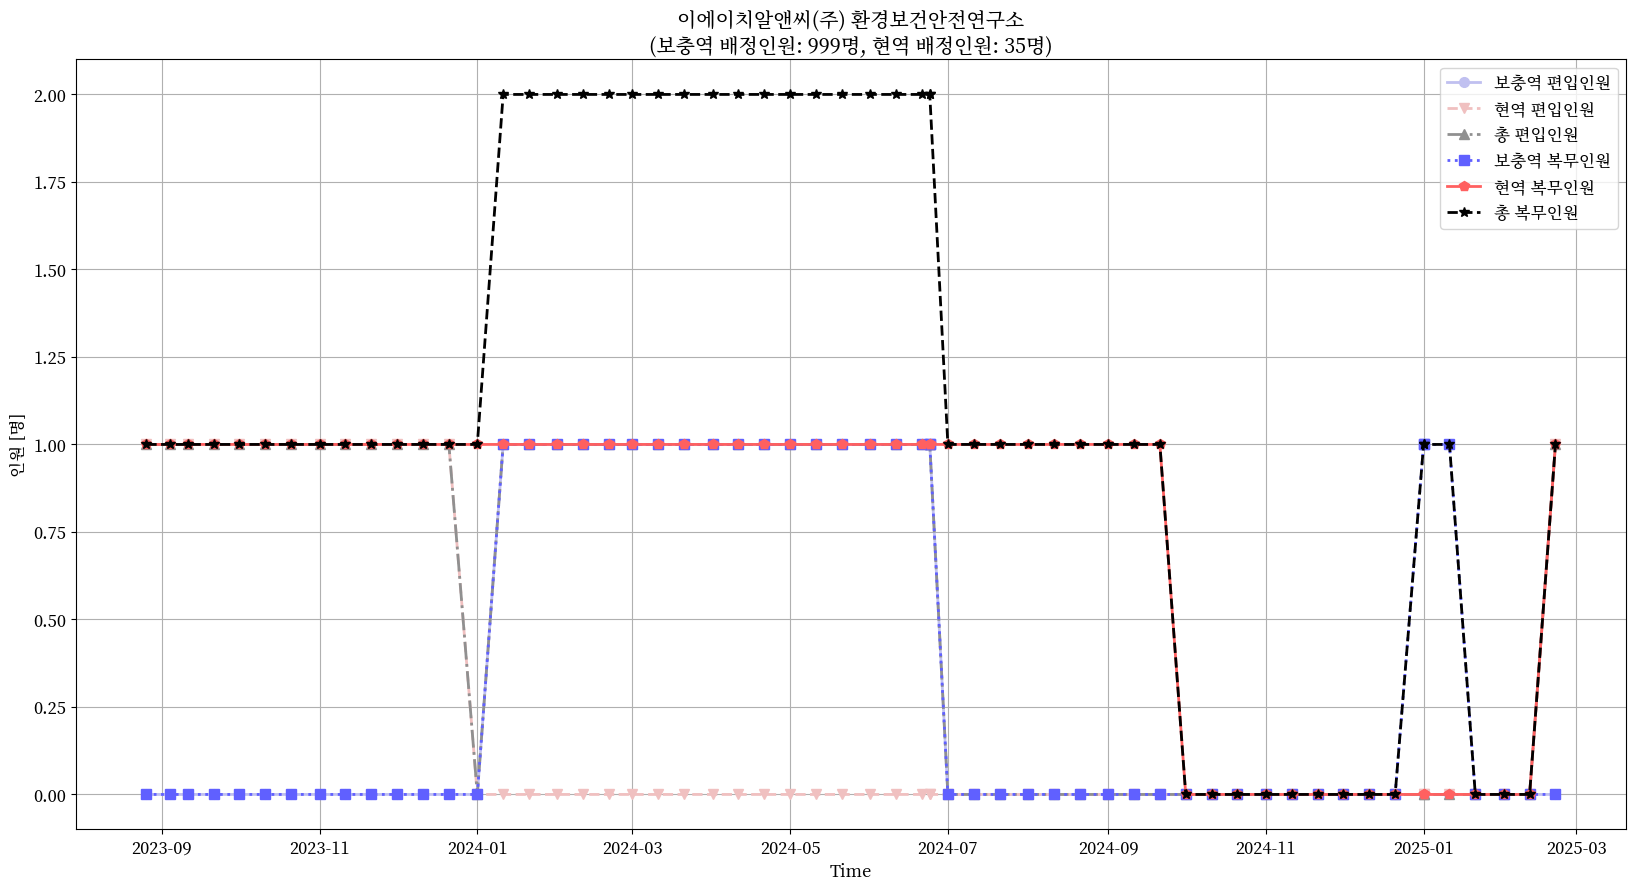 이에이치알앤씨(주) 환경보건안전연구소
(보충역 배정인원: 999명, 현역 배정인원: 35명)
2.00
1.75
1.50
1.25
1.00
0.75
0.50
0.25
0.00
인원 [명]
보충역 편입인원
현역 편입인원
총 편입인원
보충역 복무인원
현역 복무인원
총 복무인원
2023-09 2023-11 2024-01 2024-03 2024-05 2024-07 2024-09 2024-11 2025-01 2025-03
Time